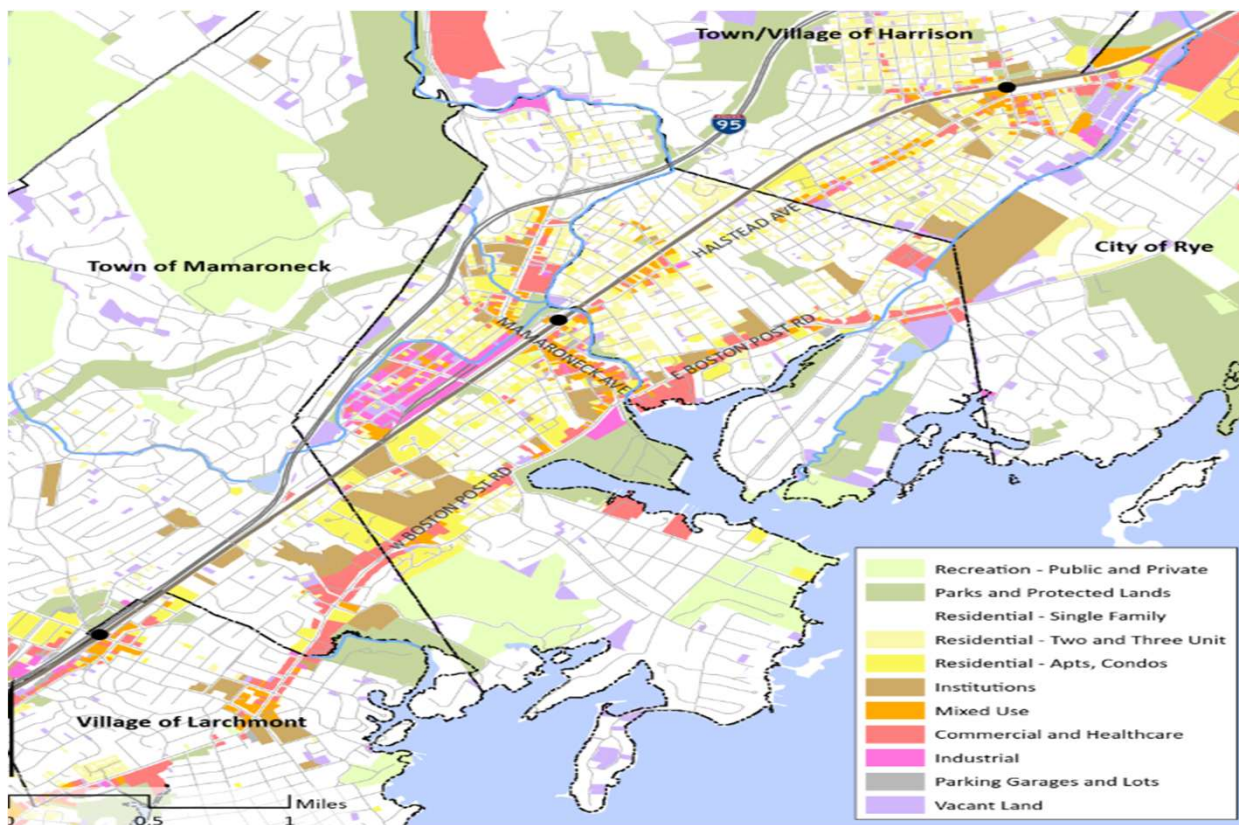 Town/Village of Harrison
95
HALSTEAD AVE
Town of Mamaroneck
City of Rye
MAMARONECK AVE
E BOSTON POST RD
W BOSTON POST RD
Village of Larchmont
Recreation - Public and Private
Parks and Protected Lands
Residential - Single Family
Residential - Two and Three Unit
Residential - Apts, Condos
Institutions
Mixed Use
Commercial and Healthcare
Industrial
Parking Garages and Lots
Vacant Land
Miles
0 0.5 1